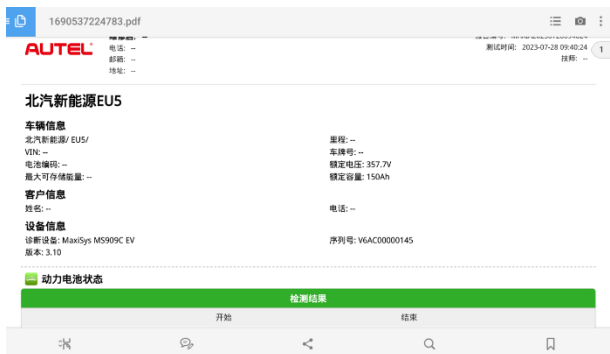 1690537224783.pdf
1
AUTEL
电话: --
邮箱: --
地址: --
测试时间: 2023-07-28 09:40:24
技师: --
北汽新能源EU5
车辆信息
北汽新能源/ EU5/
里程: --
VIN: --
车牌号: --
电池编码: --
额定电压: 357.7V
最大可存储能量: --
额定容量: 150Ah
客户信息
姓名: --
电话: --
设备信息
诊断设备: MaxiSys MS909C EV
序列号: V6AC00000145
版本: 3.10
动力电池状态
检测结果
开始 结束